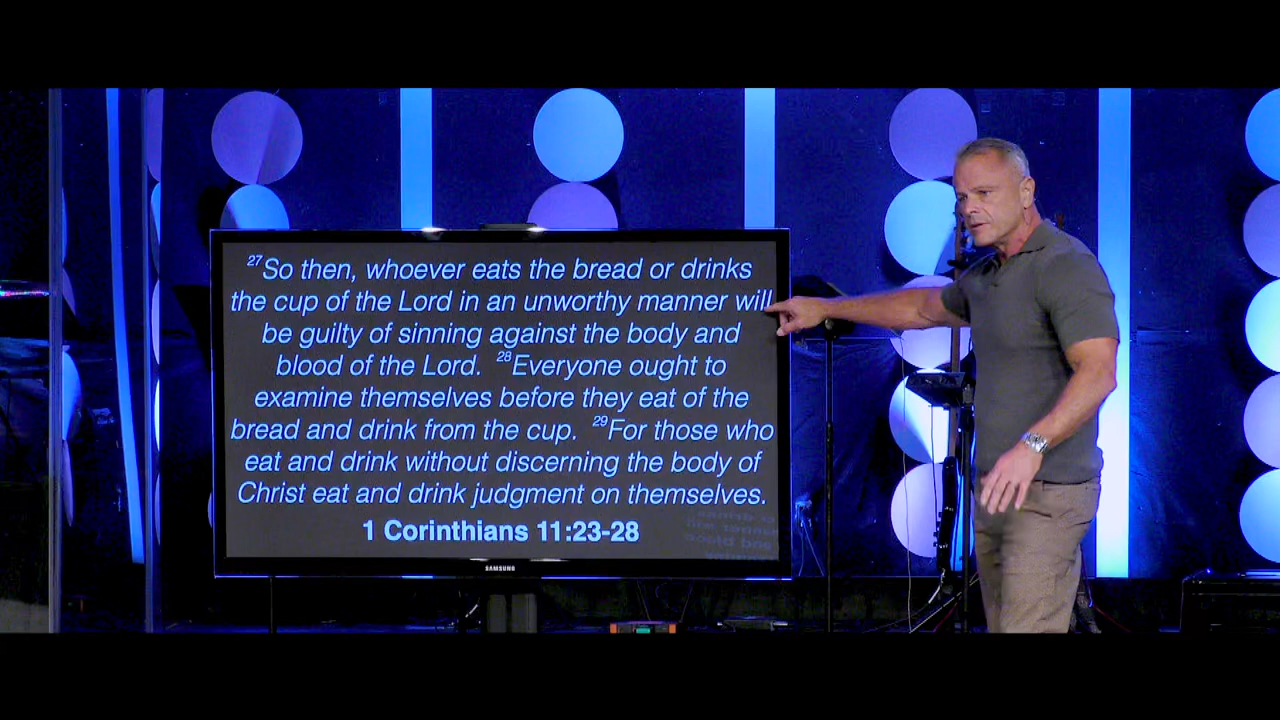 ²⁷So then, whoever eats the bread or drinks
the cup of the Lord in an unworthy manner will
be guilty of sinning against the body and
blood of the Lord. ²⁸Everyone ought to
examine themselves before they eat of the
bread and drink from the cup. ²⁹For those who
eat and drink without discerning the body of
Christ eat and drink judgment on themselves.
1 Corinthians 11:23-28
SAMSUNG